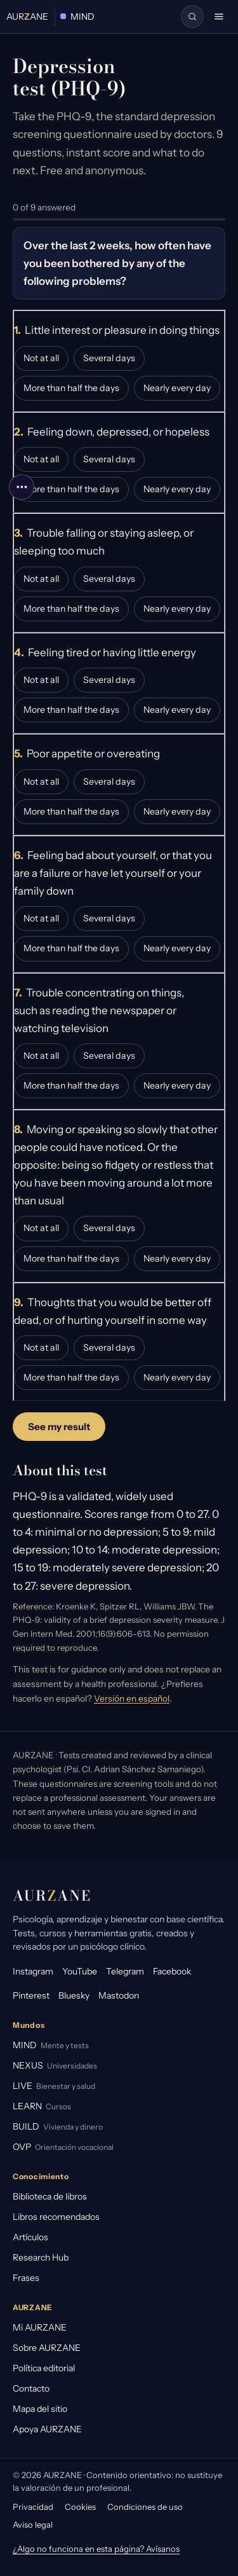 AURZANE MIND
Depression
test (PHQ-9)
Take the PHQ-9, the standard depression
screening questionnaire used by doctors. 9
questions, instant score and what to do
next. Free and anonymous.
0 of 9 answered
Over the last 2 weeks, how often have
you been bothered by any of the
following problems?
1. Little interest or pleasure in doing things
Not at all Several days
More than half the days Nearly every day
2. Feeling down, depressed, or hopeless
Not at all Several days
More than half the days Nearly every day
3. Trouble falling or staying asleep, or
sleeping too much
Not at all Several days
More than half the days Nearly every day
4. Feeling tired or having little energy
Not at all Several days
More than half the days Nearly every day
5. Poor appetite or overeating
Not at all Several days
More than half the days Nearly every day
6. Feeling bad about yourself, or that you
are a failure or have let yourself or your
family down
Not at all Several days
More than half the days Nearly every day
7. Trouble concentrating on things,
such as reading the newspaper or
watching television
Not at all Several days
More than half the days Nearly every day
8. Moving or speaking so slowly that other
people could have noticed. Or the
opposite: being so fidgety or restless that
you have been moving around a lot more
than usual
Not at all Several days
More than half the days Nearly every day
9. Thoughts that you would be better off
dead, or of hurting yourself in some way
Not at all Several days
More than half the days Nearly every day
See my result
About this test
PHQ-9 is a validated, widely used
questionnaire. Scores range from 0 to 27. 0
to 4: minimal or no depression; 5 to 9: mild
depression; 10 to 14: moderate depression;
15 to 19: moderately severe depression; 20
to 27: severe depression.
Reference: Kroenke K, Spitzer RL, Williams JBW. The
PHQ-9: validity of a brief depression severity measure. J
Gen Intern Med. 2001;16(9):606–613. No permission
required to reproduce.
This test is for guidance only and does not replace an
assessment by a health professional. ¿Prefieres
hacerlo en español? Versión en español.
AURZANE · Tests created and reviewed by a clinical
psychologist (Psi. Cl. Adrian Sánchez Samaniego).
These questionnaires are screening tools and do not
replace a professional assessment. Your answers are
not sent anywhere unless you are signed in and
choose to save them.
AURZANE
Psicología, aprendizaje y bienestar con base científica.
Tests, cursos y herramientas gratis, creados y
revisados por un psicólogo clínico.
Instagram YouTube Telegram Facebook
Pinterest Bluesky Mastodon
Mundos
MIND Mente y tests
NEXUS Universidades
LIVE Bienestar y salud
LEARN Cursos
BUILD Vivienda y dinero
OVP Orientación vocacional
Conocimiento
Biblioteca de libros
Libros recomendados
Artículos
Research Hub
Frases
AURZANE
Mi AURZANE
Sobre AURZANE
Política editorial
Contacto
Mapa del sitio
Apoya AURZANE
© 2026 AURZANE · Contenido orientativo: no sustituye
la valoración de un profesional.
Privacidad Cookies Condiciones de uso
Aviso legal
¿Algo no funciona en esta página? Avísanos